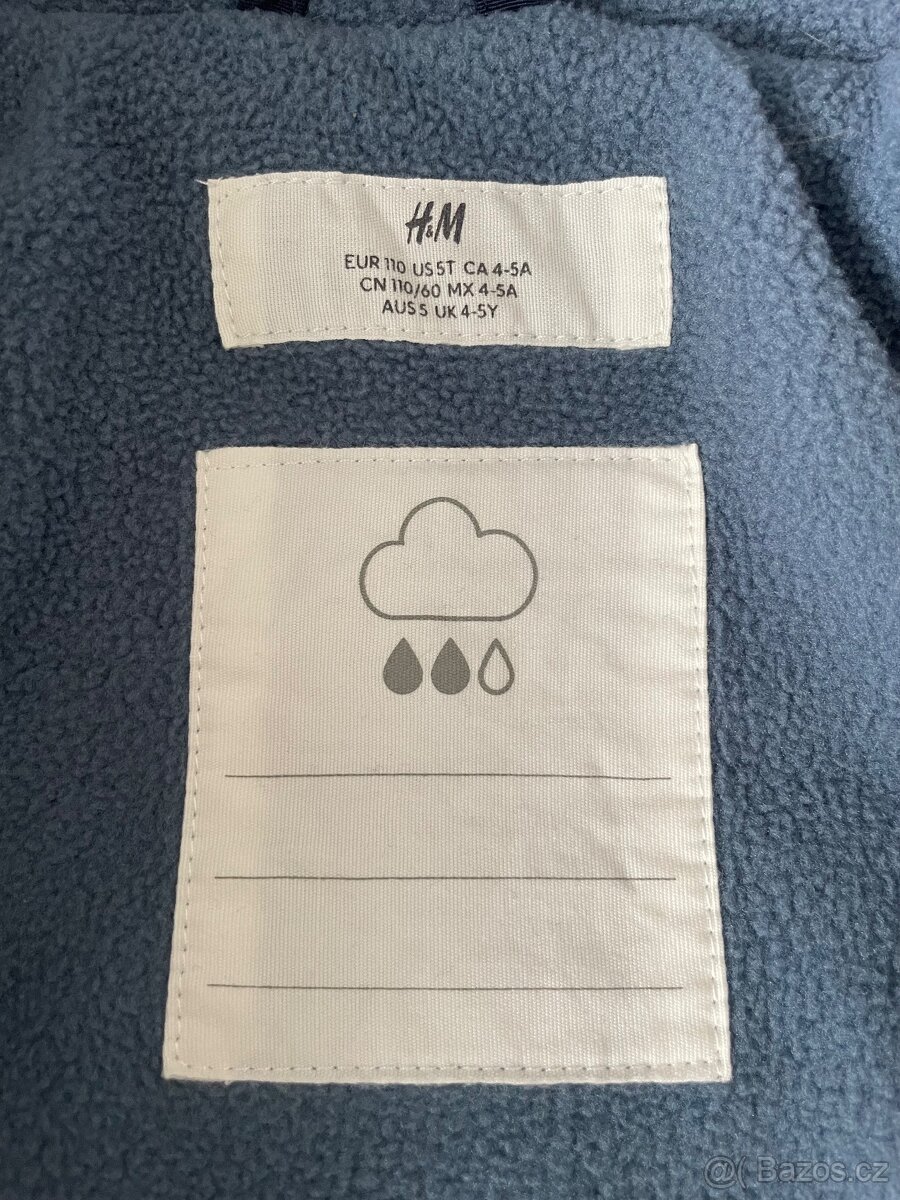 H&M
EUR 110 US 5T CA 4-5A
CN 110/60 MX 4-5A
AUS 5 UK 4-5Y
@( Bazos.cz